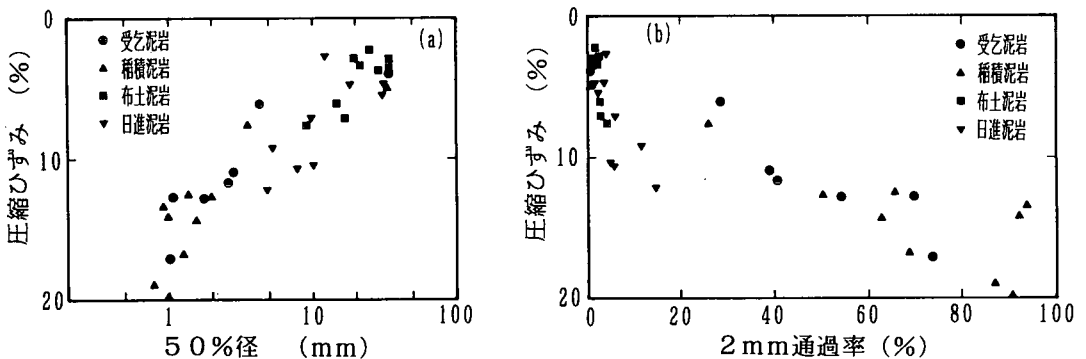 0
10
20
圧縮ひずみ (%)
(a)
受乞泥岩
稲積泥岩
布土泥岩
日進泥岩
1
10
100
50%径 (mm)
0
10
20
圧縮ひずみ (%)
(b)
受乞泥岩
稲積泥岩
布土泥岩
日進泥岩
0
20
40
60
80
100
2mm通過率(%)